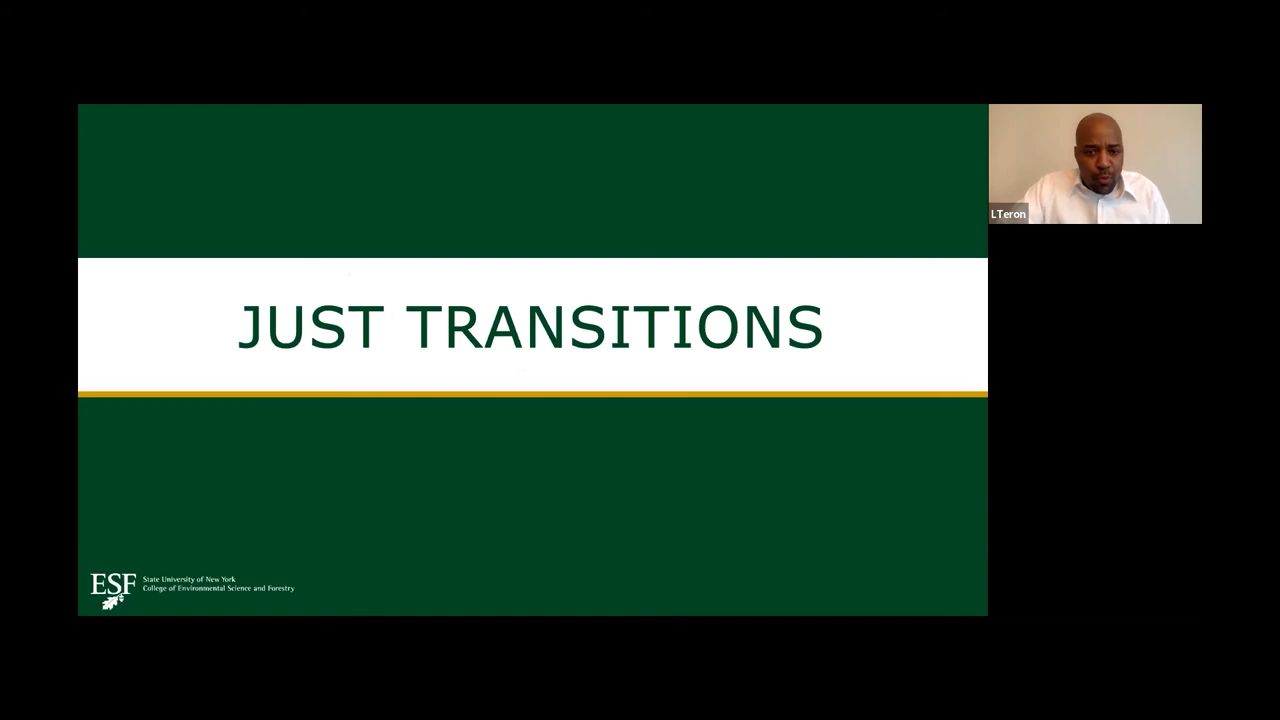 LTeron
JUST TRANSITIONS
ESF
State University of New York
College of Environmental Science and Forestry